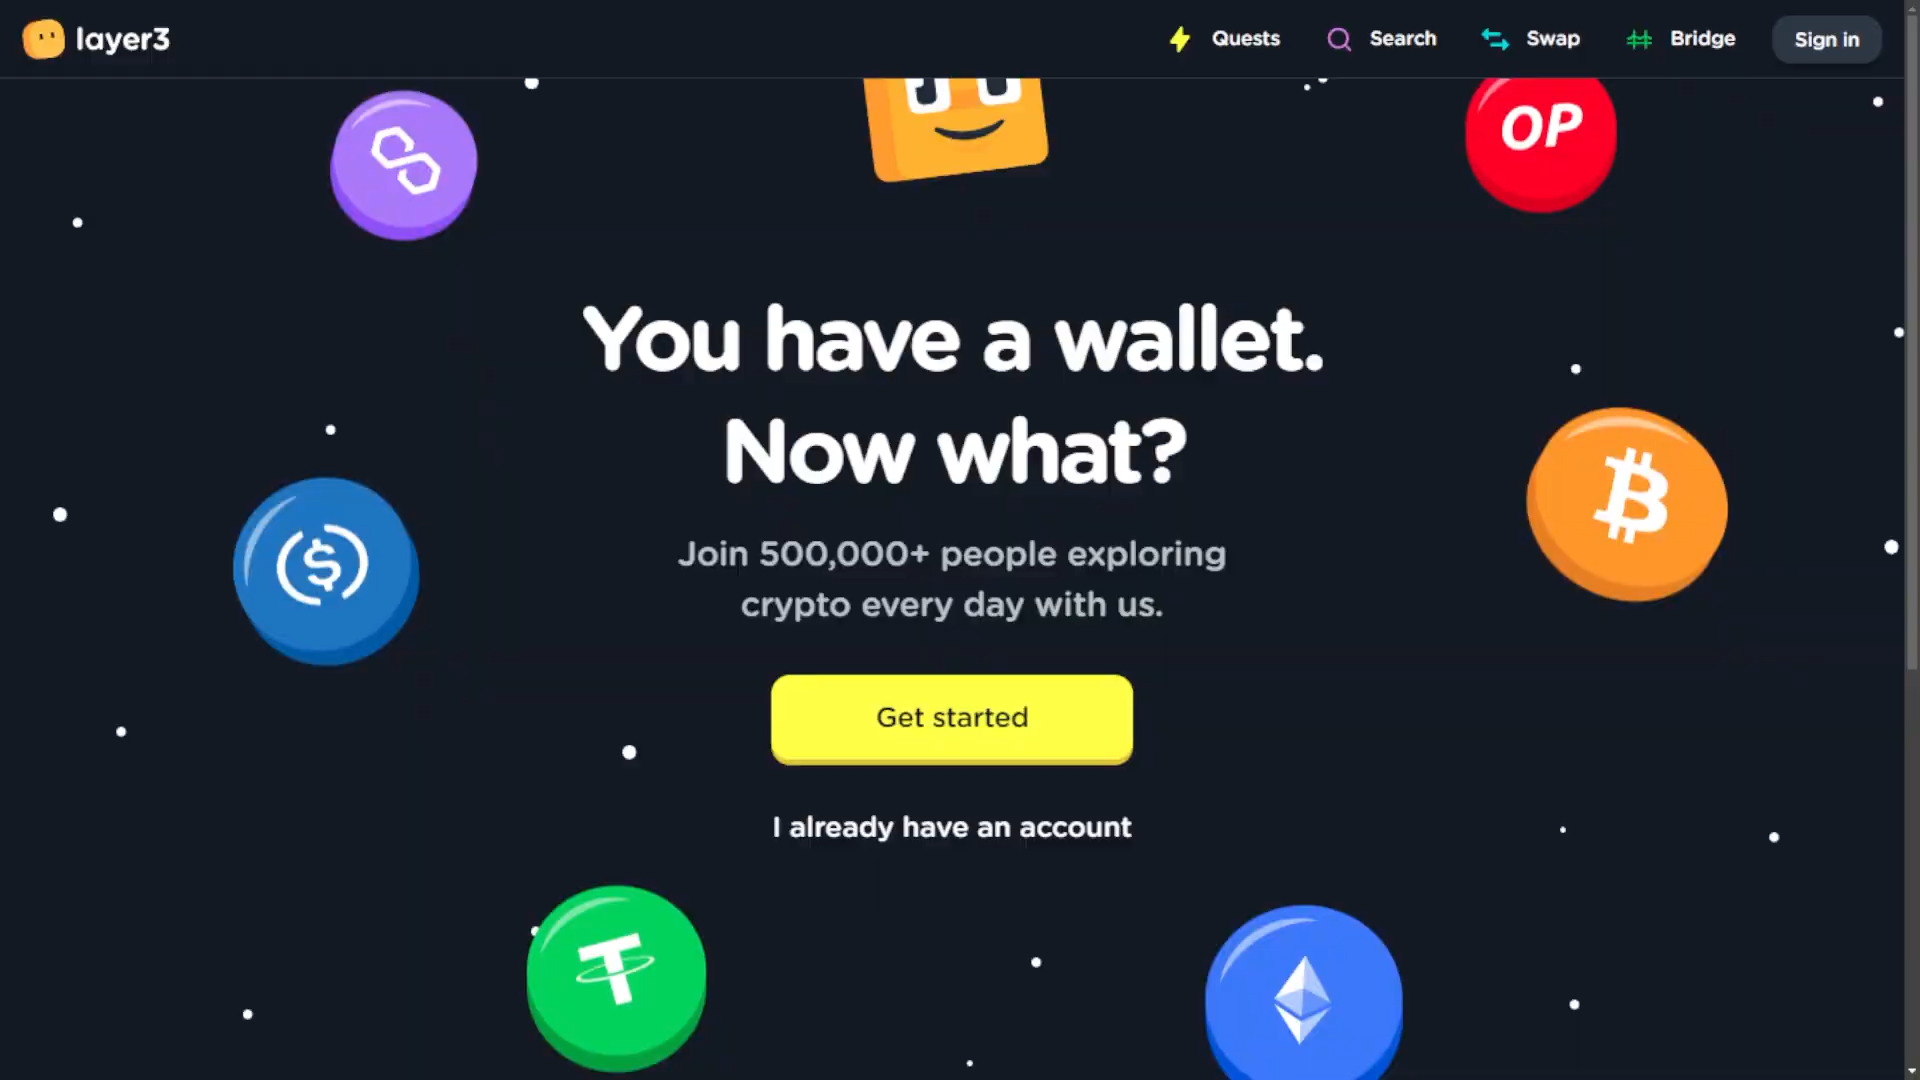 layer3
Quests
Search
Swap
Bridge
Sign in
OP
You have a wallet.
Now what?
Join 500,000+ people exploring
crypto every day with us.
Get started
I already have an account